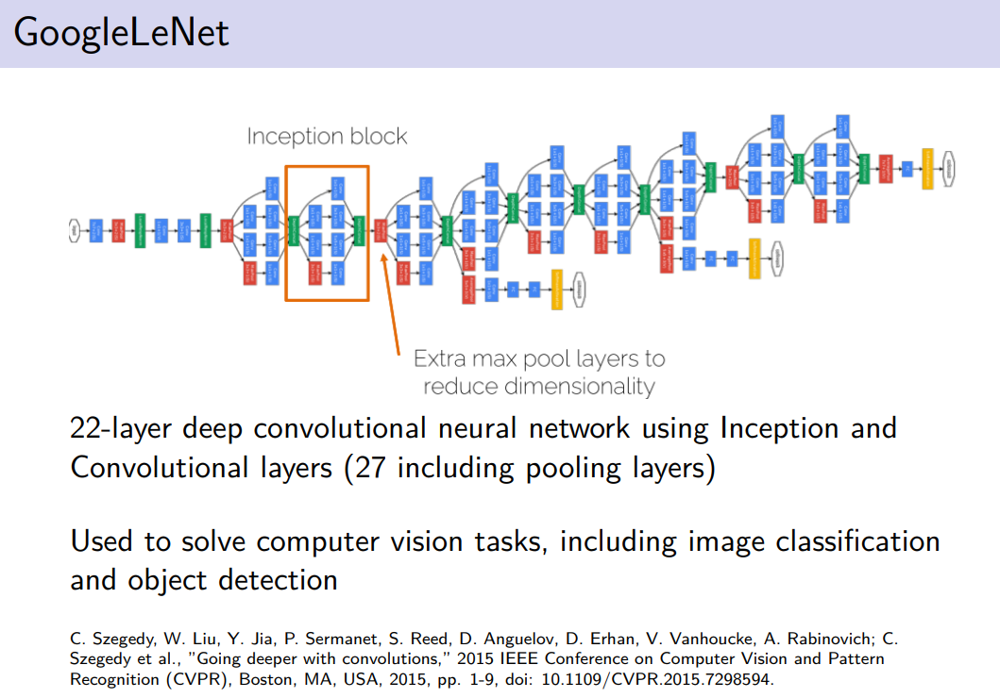 GoogleLeNet
Inception block
Extra max pool layers to
reduce dimensionality
22-layer deep convolutional neural network using Inception and
Convolutional layers (27 including pooling layers)
Used to solve computer vision tasks, including image classification
and object detection
C. Szegedy, W. Liu, Y. Jia, P. Sermanet, S. Reed, D. Anguelov, D. Erhan, V. Vanhoucke, A. Rabinovich; C.
Szegedy et al., "Going deeper with convolutions," 2015 IEEE Conference on Computer Vision and Pattern
Recognition (CVPR), Boston, MA, USA, 2015, pp. 1-9, doi: 10.1109/CVPR.2015.7298594.